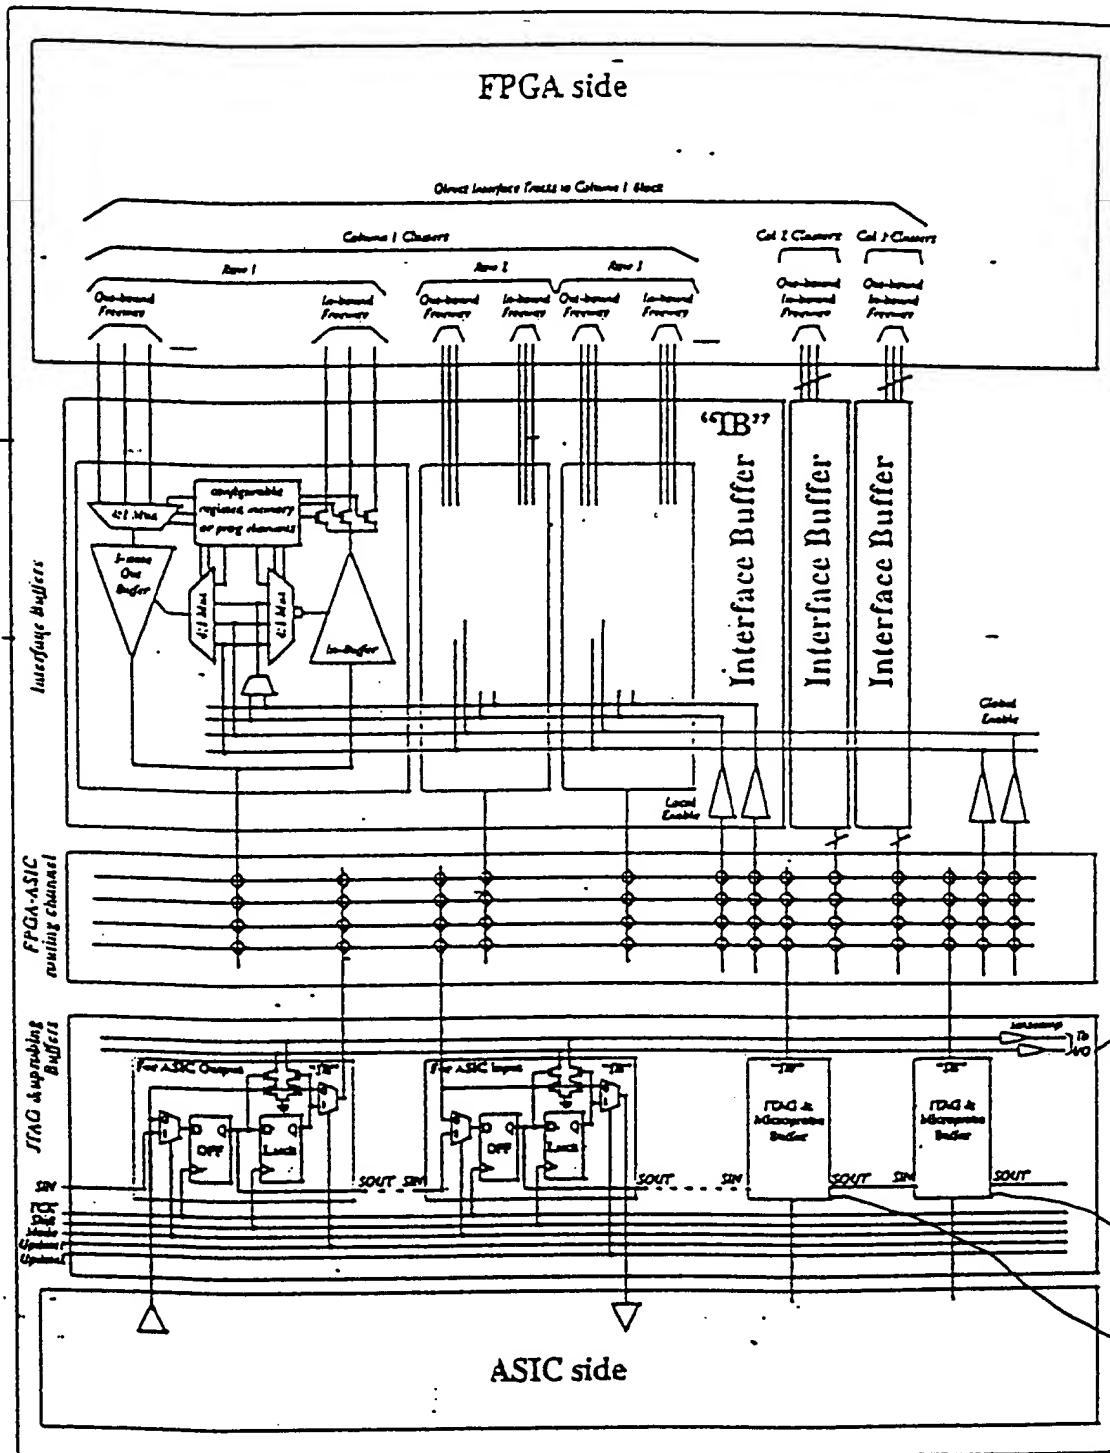 FPGA side
Direct Interface Tracks to Column 1 Block
Column 1 Clusters
Col 2 Clusters
Col 3 Clusters
Row 1
Row 2
Row 3
Out-bound
Freeway
In-bound
Freeway
Out-bound
Freeway
In-bound
Freeway
Out-bound
Freeway
In-bound
Freeway
Out-bound
In-bound
Freeway
Out-bound
In-bound
Freeway
"IB"
Interface Buffer
Interface Buffer
Interface Buffer
Interface Buffers
4:1 Mux
configurable
register, memory
or prog elements
Out
Buffer
4:1 Mux
4:1 Mux
In-Buffer
Global
Enable
Local
Enable
FPGA-ASIC
routing channel
JTAG & uprobing
Buffers
For ASIC Output
For ASIC Input
DFF
Latch
DFF
Latch
JTAG &
Microprobe
Buffer
JTAG &
Microprobe
Buffer
To
I/O
SIN
SOUT
SIN
SOUT
SIN
SOUT
SIN
SOUT
Mode
ASIC side